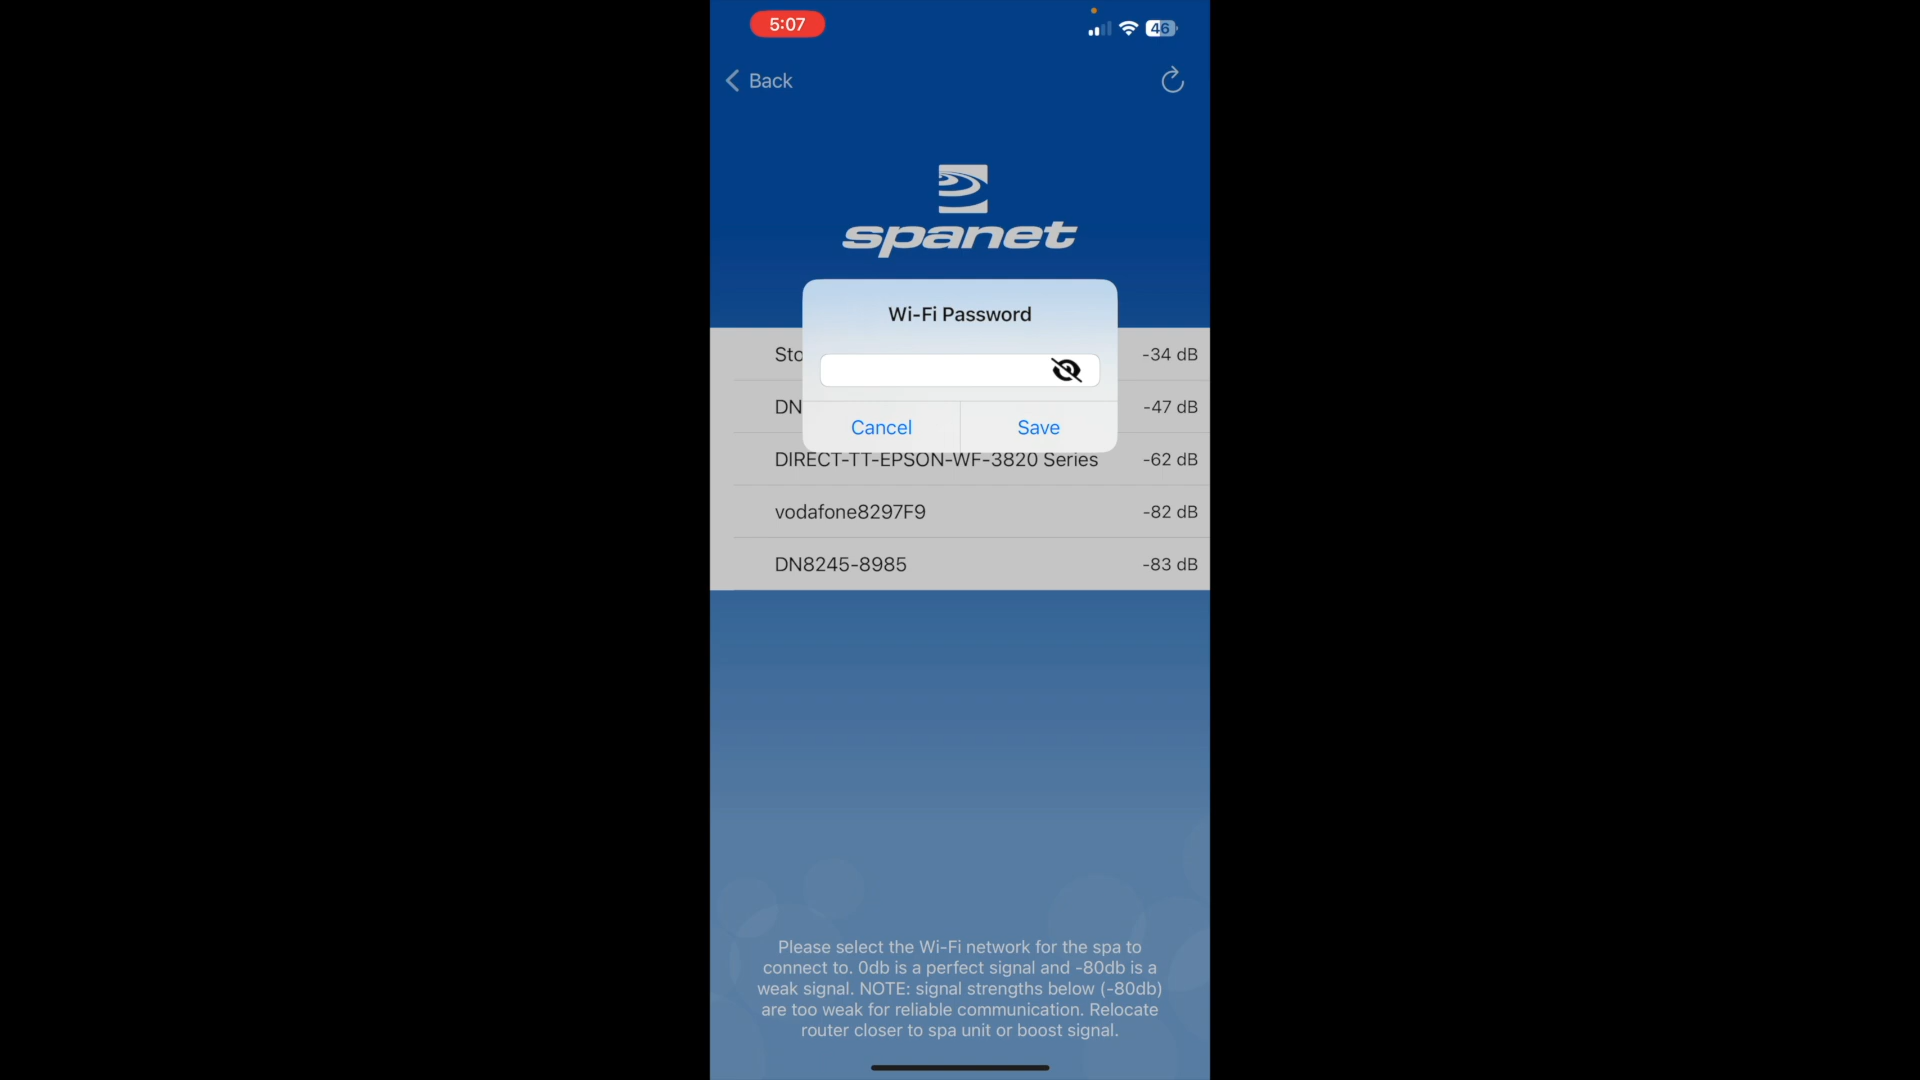 5:07
46
Back
spanet
Wi-Fi Password
Sto
-34 dB
DN
-47 dB
Cancel
Save
DIRECT-TT-EPSON-WF-3820 Series
-62 dB
vodafone8297F9
-82 dB
DN8245-8985
-83 dB
Please select the Wi-Fi network for the spa to
connect to. 0db is a perfect signal and -80db is a
weak signal. NOTE: signal strengths below (-80db)
are too weak for reliable communication. Relocate
router closer to spa unit or boost signal.